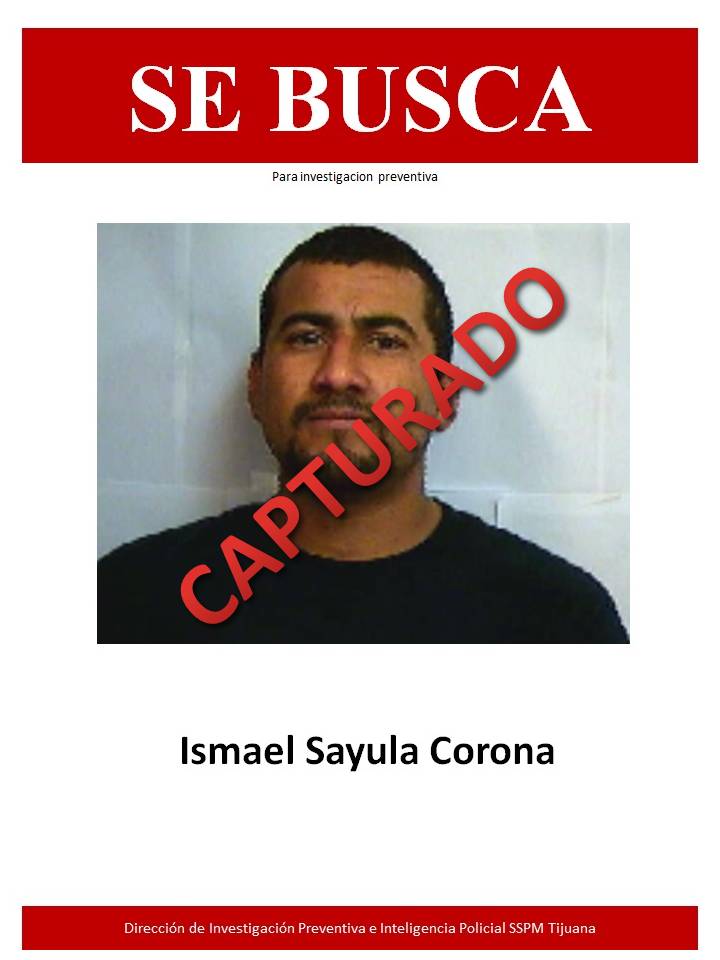 SE BUSCA
Para investigacion preventiva
CAPTURADO
Ismael Sayula Corona
Dirección de Investigación Preventiva e Inteligencia Policial SSPM Tijuana